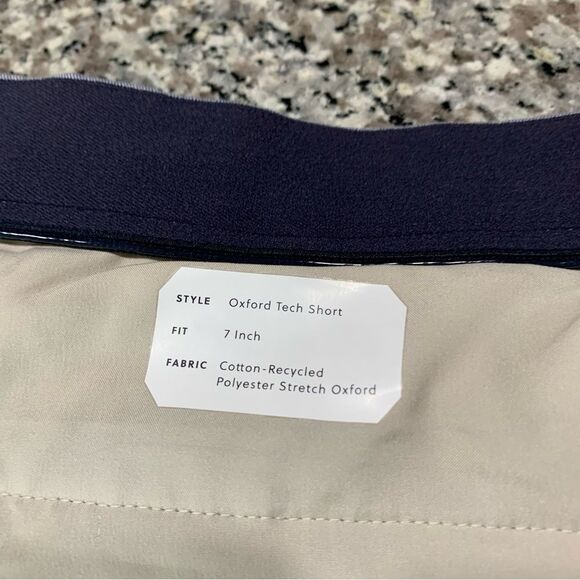 STYLE Oxford Tech Short
FIT 7 Inch
FABRIC Cotton-Recycled
Polyester Stretch Oxford